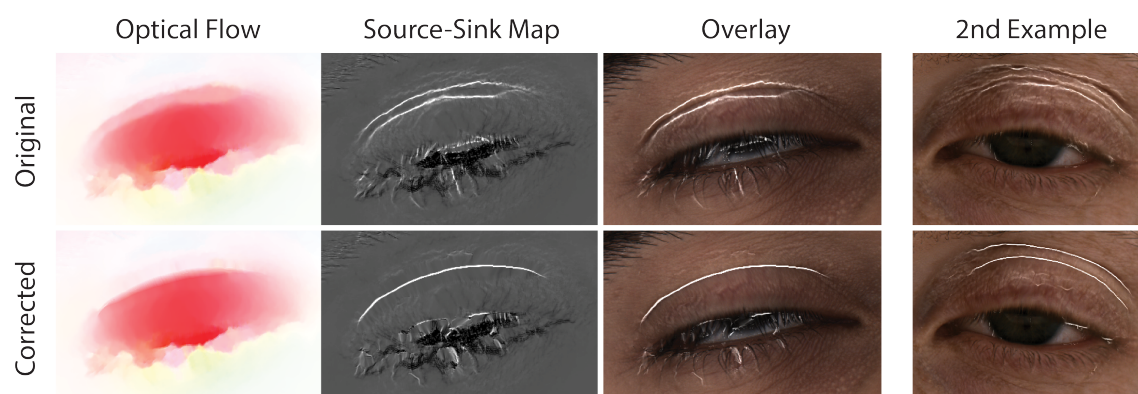 Optical Flow
Source-Sink Map
Overlay
2nd Example
Original
Corrected